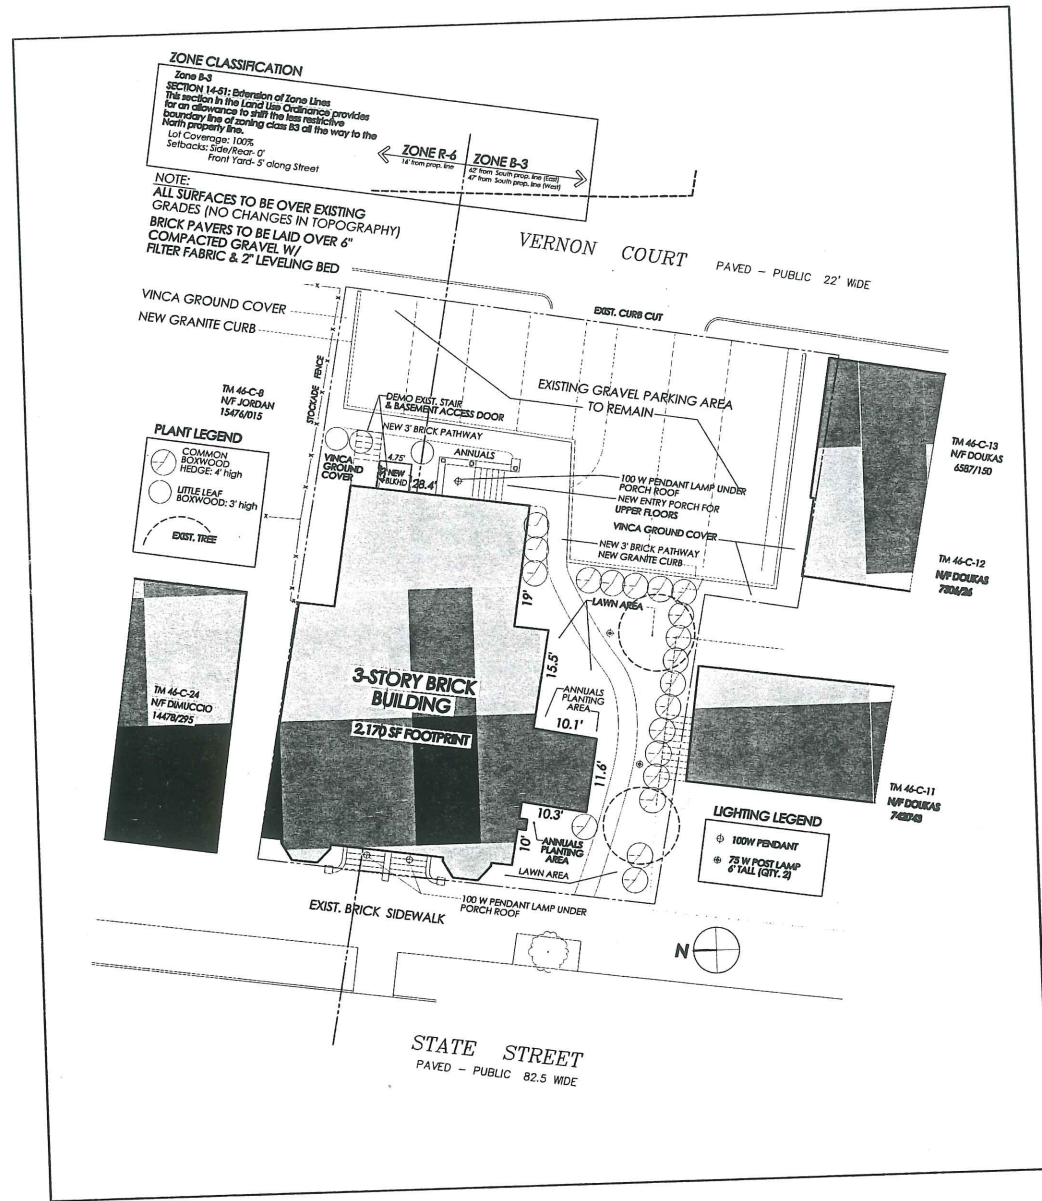 ZONE CLASSIFICATION
Zone B-3
SECTION 14-51: Extension of Zone Lines
This section in the Land Use Ordinance provides
for an allowance to shift the less restrictive
boundary line of zoning class B3 all the way to the
North property line.
Lot Coverage: 100%
Setbacks: Side/Rear- 0'
Front Yard- 5' along Street
ZONE R-6
14' from prop. line
ZONE B-3
62' from South prop. line (East)
47' from South prop. line (West)
NOTE:
ALL SURFACES TO BE OVER EXISTING
GRADES (NO CHANGES IN TOPOGRAPHY)
BRICK PAVERS TO BE LAID OVER 6"
COMPACTED GRAVEL W/
FILTER FABRIC & 2" LEVELING BED
VERNON COURT PAVED - PUBLIC 22' WIDE
VINCA GROUND COVER
NEW GRANITE CURB
EXIST. CURB CUT
STOCKADE FENCE
TM 46-C-8
N/F JORDAN
15476/015
EXISTING GRAVEL PARKING AREA
TO REMAIN
DEMO EXIST. STAIR
& BASEMENT ACCESS DOOR
NEW 3' BRICK PATHWAY
ANNUALS
PLANT LEGEND
COMMON
BOXWOOD
HEDGE: 4' high
LITTLE LEAF
BOXWOOD: 3' high
EXIST. TREE
VINCA
GROUND
COVER
4.75'
NEW
BLKHD
28.4'
100 W PENDANT LAMP UNDER
PORCH ROOF
NEW ENTRY PORCH FOR
UPPER FLOORS
VINCA GROUND COVER
NEW 3' BRICK PATHWAY
NEW GRANITE CURB
TM 46-C-13
N/F DOUKAS
6587/150
TM 46-C-12
N/F DOUKAS
7306/26
19'
LAWN AREA
15.5'
3-STORY BRICK
BUILDING
2,170 SF FOOTPRINT
ANNUALS
PLANTING
AREA
10.1'
11.6'
TM 46-C-24
N/F DIMUCCIO
14478/295
10.3'
10'
ANNUALS
PLANTING
AREA
LAWN AREA
TM 46-C-11
N/F DOUKAS
LIGHTING LEGEND
100W PENDANT
75 W POST LAMP
6' TALL (QTY. 2)
100 W PENDANT LAMP UNDER
PORCH ROOF
EXIST. BRICK SIDEWALK
N
STATE STREET
PAVED - PUBLIC 82.5 WIDE